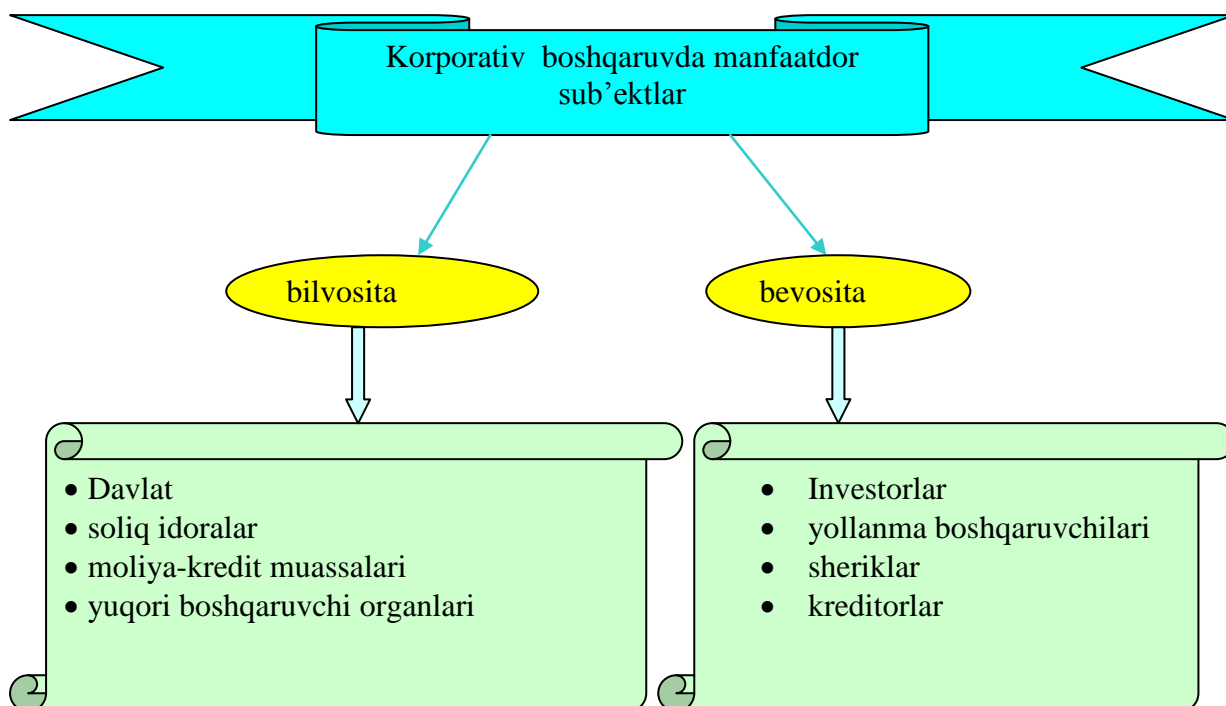 Korporativ boshqaruvda manfaatdor
sub’ektlar
bilvosita
bevosita
• Davlat
• soliq idoralar
• moliya-kredit muassalari
• yuqori boshqaruvchi organlari
• Investorlar
• yollanma boshqaruvchilari
• sheriklar
• kreditorlar